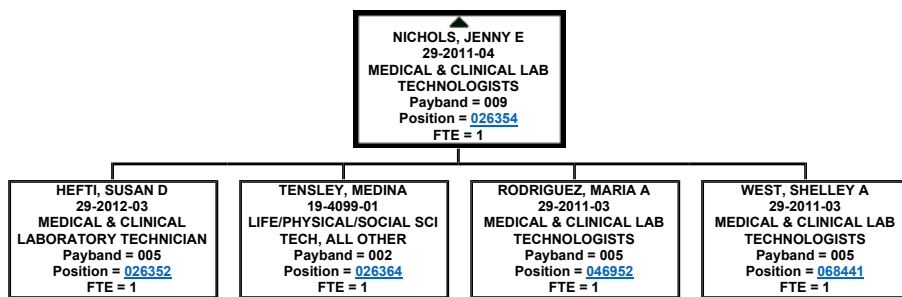 NICHOLS, JENNY E
29-2011-04
MEDICAL & CLINICAL LAB
TECHNOLOGISTS
Payband = 009
Position = 026354
FTE = 1
HEFTI, SUSAN D
29-2012-03
MEDICAL & CLINICAL
LABORATORY TECHNICIAN
Payband = 005
Position = 026352
FTE = 1
TENSLEY, MEDINA
19-4099-01
LIFE/PHYSICAL/SOCIAL SCI
TECH, ALL OTHER
Payband = 002
Position = 026364
FTE = 1
RODRIGUEZ, MARIA A
29-2011-03
MEDICAL & CLINICAL LAB
TECHNOLOGISTS
Payband = 005
Position = 046952
FTE = 1
WEST, SHELLEY A
29-2011-03
MEDICAL & CLINICAL LAB
TECHNOLOGISTS
Payband = 005
Position = 068441
FTE = 1